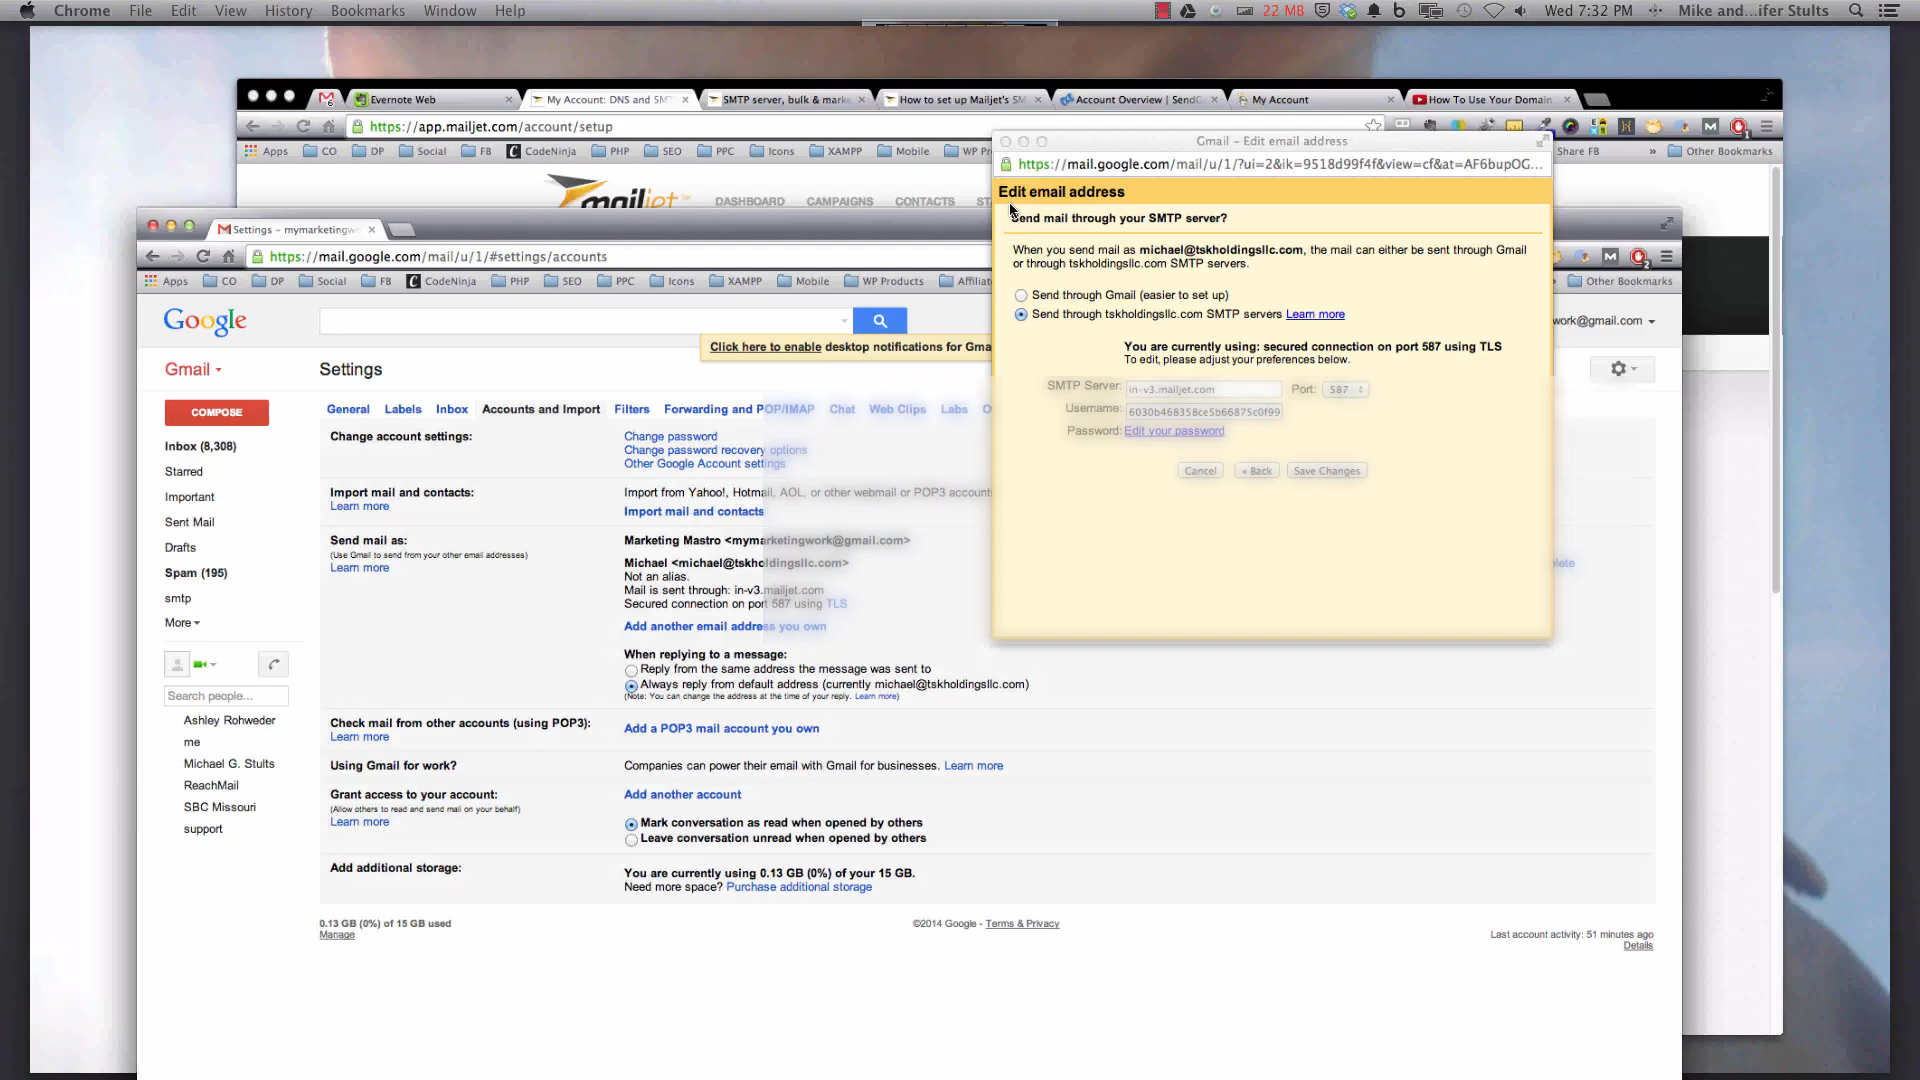 Chrome File Edit View History Bookmarks Window Help
22 MB Wed 7:32 PM Mike and...ifer Stults
Evernote Web
My Account: DNS and SMT
SMTP server, bulk & mark
How to set up Mailjet's SM
Account Overview | SendG
My Account
How To Use Your Domain
https://app.mailjet.com/account/setup
Apps CO DP Social FB CodeNinja PHP SEO PPC Icons XAMPP Mobile WP Pr
Share FB » Other Bookmarks
mailjet DASHBOARD CAMPAIGNS CONTACTS STA
Gmail – Edit email address
https://mail.google.com/mail/u/1/?ui=2&ik=9518d99f4f&view=cf&at=AF6bupOG...
Edit email address
Send mail through your SMTP server?
When you send mail as michael@tskholdingsllc.com, the mail can either be sent through Gmail
or through tskholdingsllc.com SMTP servers.
Send through Gmail (easier to set up)
Send through tskholdingsllc.com SMTP servers Learn more
You are currently using: secured connection on port 587 using TLS
To edit, please adjust your preferences below.
SMTP Server: in-v3.mailjet.com Port: 587
Username: 6030b468358ce5b66875c0f99
Password: Edit your password
Cancel « Back Save Changes
Settings – mymarketingw
https://mail.google.com/mail/u/1/#settings/accounts
Apps CO DP Social FB CodeNinja PHP SEO PPC Icons XAMPP Mobile WP Products Affiliat
Other Bookmarks
Google
work@gmail.com
Click here to enable desktop notifications for Gma
Gmail
Settings
COMPOSE
Inbox (8,308)
Starred
Important
Sent Mail
Drafts
Spam (195)
smtp
More
Search people...
Ashley Rohweder
me
Michael G. Stults
ReachMail
SBC Missouri
support
General Labels Inbox Accounts and Import Filters Forwarding and POP/IMAP Chat Web Clips Labs O
Change account settings:
Change password
Change password recovery options
Other Google Account settings
Import mail and contacts:
Learn more
Import from Yahoo!, Hotmail, AOL, or other webmail or POP3 accounts
Import mail and contacts
Send mail as:
(Use Gmail to send from your other email addresses)
Learn more
Marketing Mastro <mymarketingwork@gmail.com>
Michael <michael@tskholdingsllc.com>
Not an alias.
Mail is sent through: in-v3.mailjet.com
Secured connection on port 587 using TLS
elete
Add another email address you own
When replying to a message:
Reply from the same address the message was sent to
Always reply from default address (currently michael@tskholdingsllc.com)
(Note: You can change the address at the time of your reply. Learn more)
Check mail from other accounts (using POP3):
Learn more
Add a POP3 mail account you own
Using Gmail for work?
Companies can power their email with Gmail for businesses. Learn more
Grant access to your account:
(Allow others to read and send mail on your behalf)
Learn more
Add another account
Mark conversation as read when opened by others
Leave conversation unread when opened by others
Add additional storage:
You are currently using 0.13 GB (0%) of your 15 GB.
Need more space? Purchase additional storage
0.13 GB (0%) of 15 GB used
Manage
©2014 Google - Terms & Privacy
Last account activity: 51 minutes ago
Details